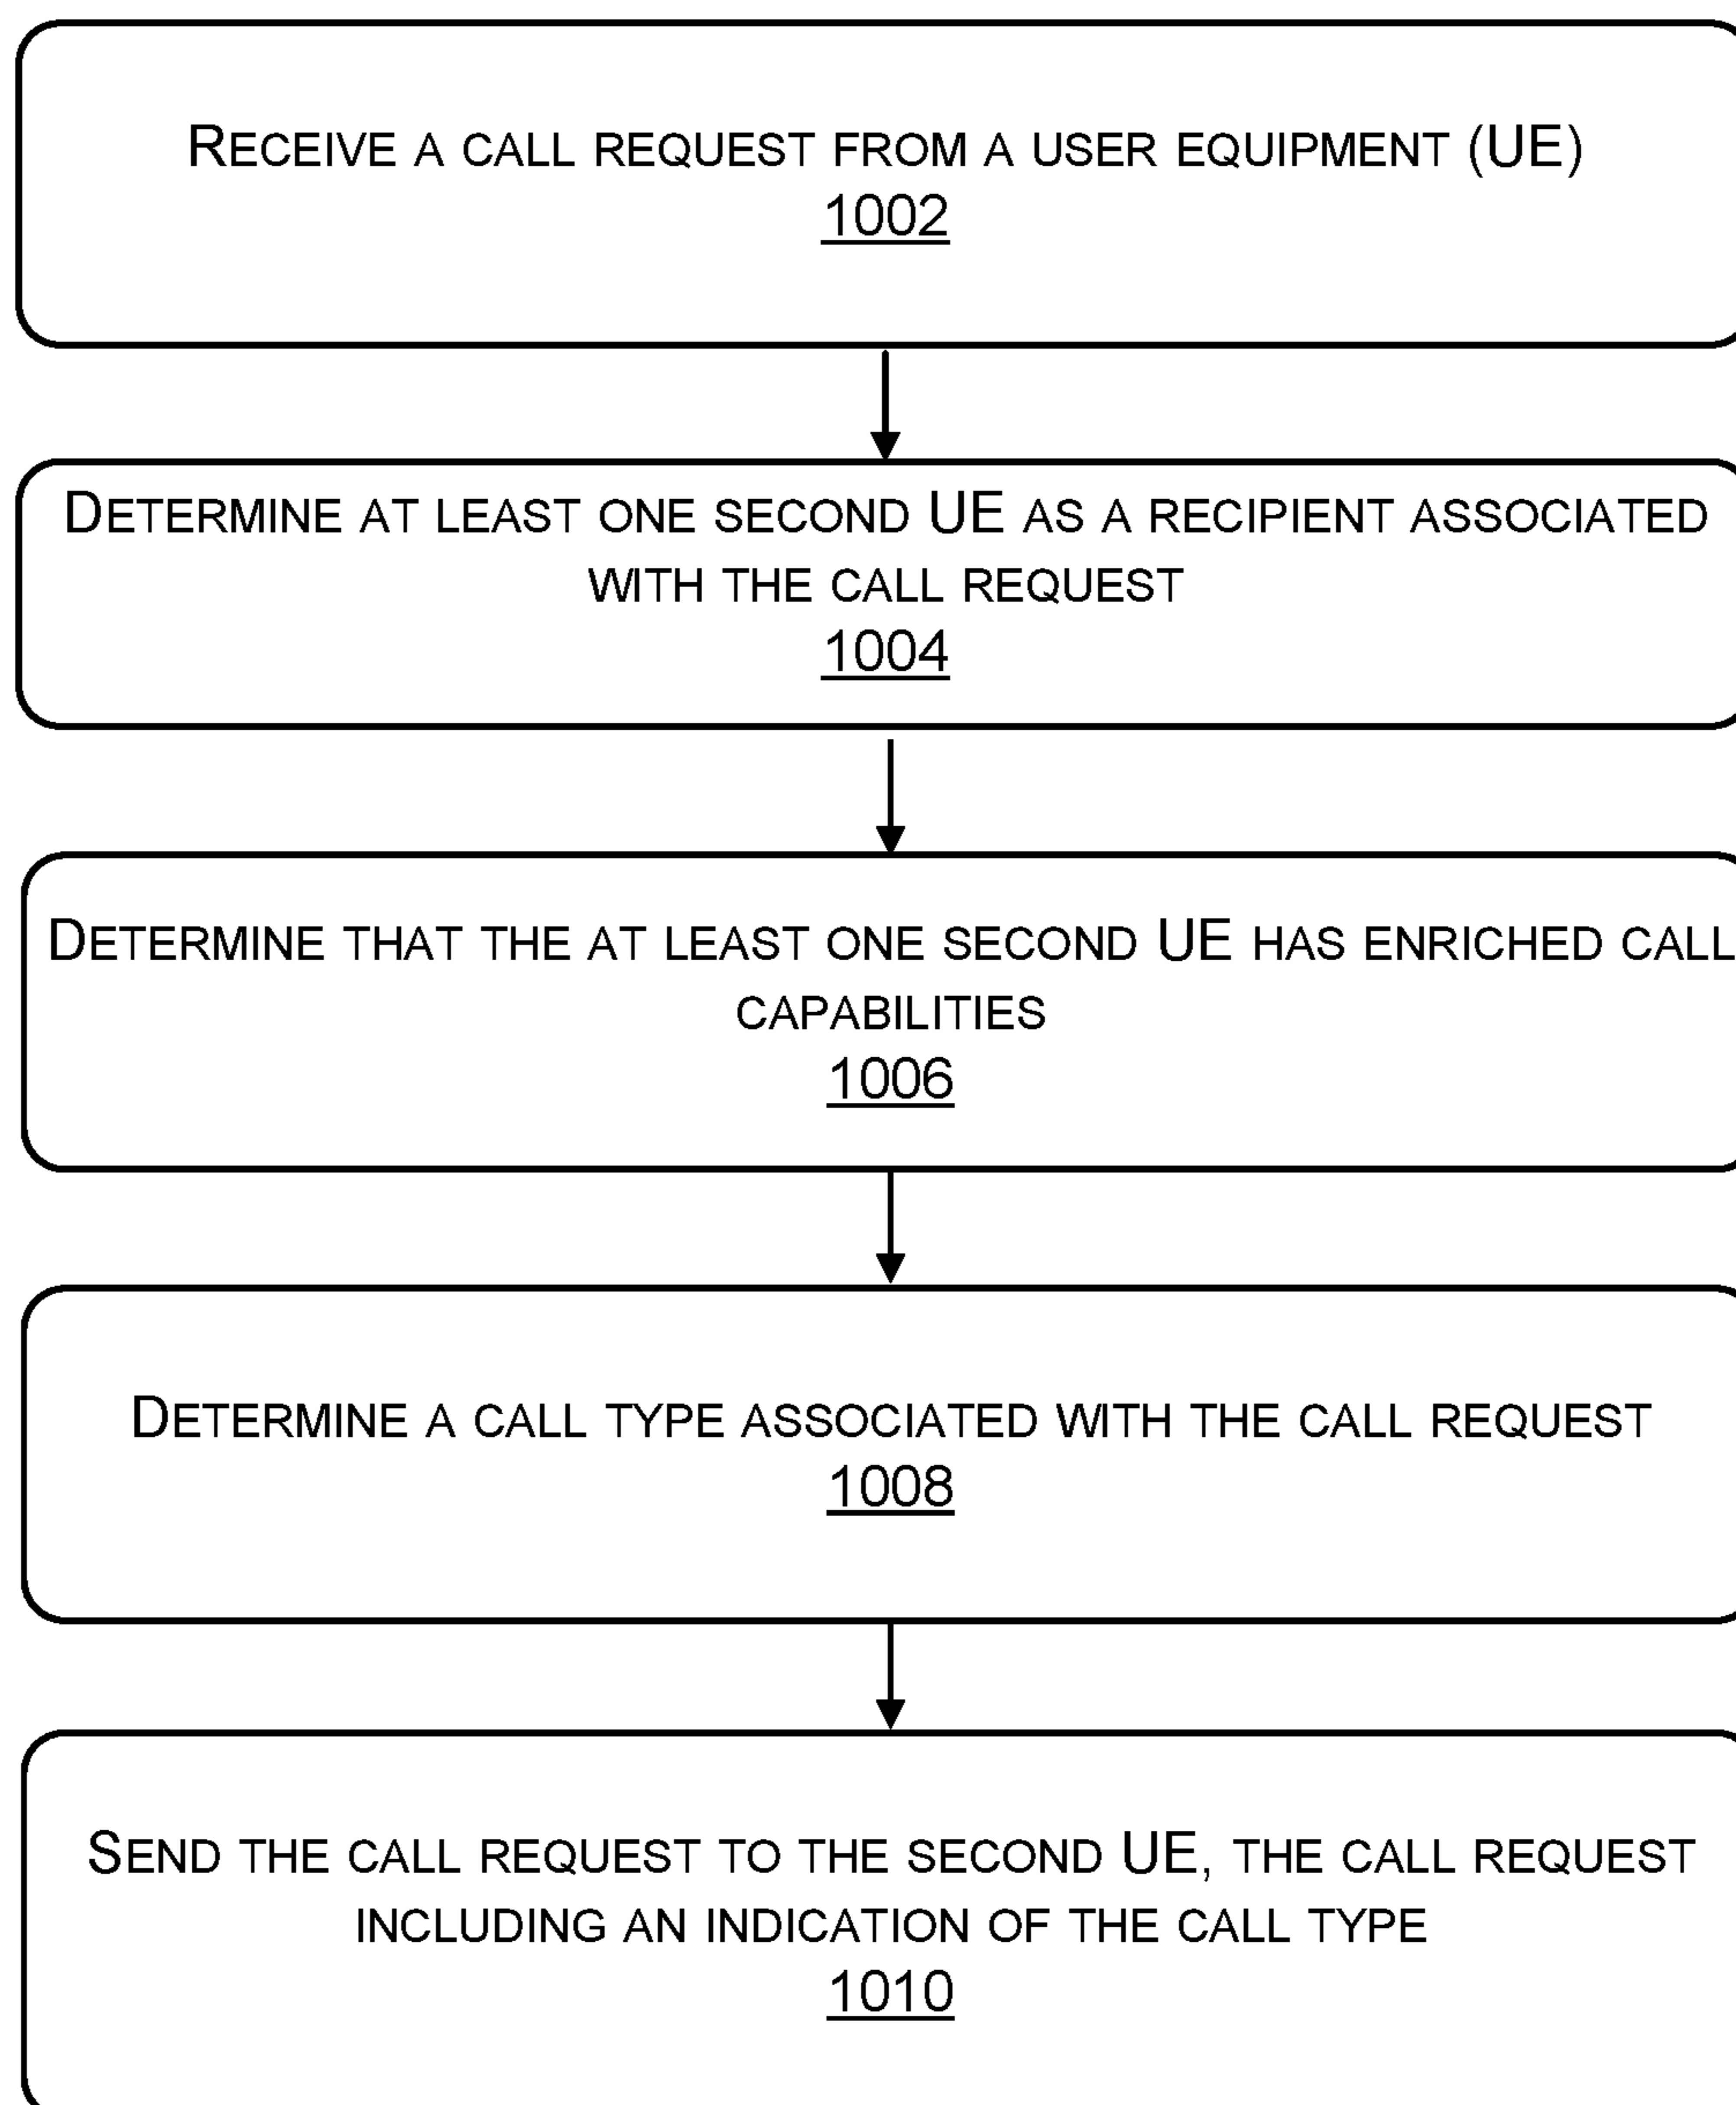 RECEIVE A CALL REQUEST FROM A USER EQUIPMENT (UE)
1002
DETERMINE AT LEAST ONE SECOND UE AS A RECIPIENT ASSOCIATED
WITH THE CALL REQUEST
1004
DETERMINE THAT THE AT LEAST ONE SECOND UE HAS ENRICHED CALL
CAPABILITIES
1006
DETERMINE A CALL TYPE ASSOCIATED WITH THE CALL REQUEST
1008
SEND THE CALL REQUEST TO THE SECOND UE, THE CALL REQUEST
INCLUDING AN INDICATION OF THE CALL TYPE
1010